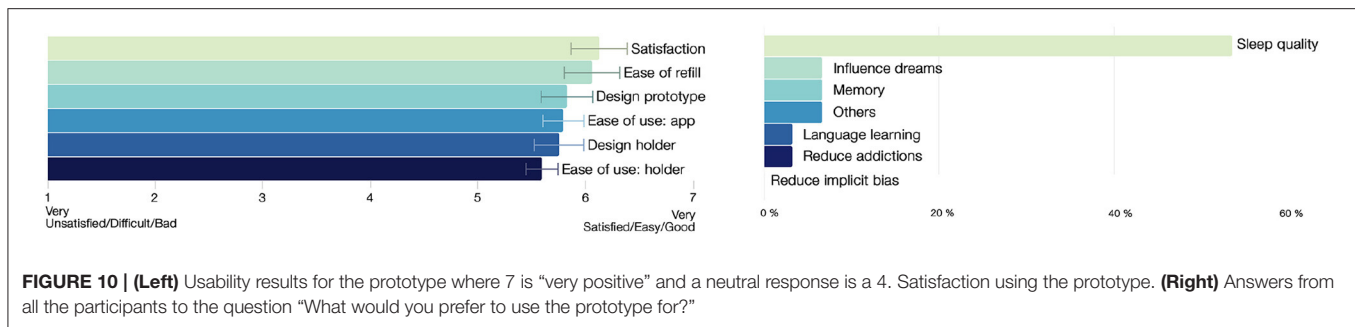 Satisfaction
Ease of refill
Design prototype
Ease of use: app
Design holder
Ease of use: holder
1 2 3 4 5 6 7
Very Very
Unsatisfied/Difficult/Bad Satisfied/Easy/Good
Sleep quality
Influence dreams
Memory
Others
Language learning
Reduce addictions
Reduce implicit bias
0 % 20 % 40 % 60 %
FIGURE 10 | (Left) Usability results for the prototype where 7 is “very positive” and a neutral response is a 4. Satisfaction using the prototype. (Right) Answers from
all the participants to the question “What would you prefer to use the prototype for?”